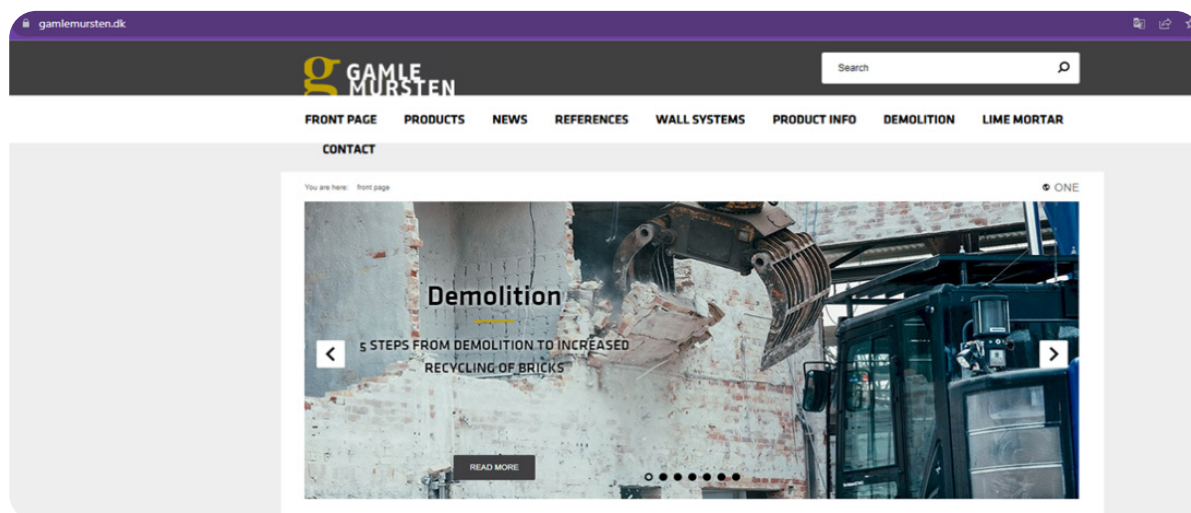 gamlemursten.dk
g GAMLE
MURSTEN
Search
FRONT PAGE PRODUCTS NEWS REFERENCES WALL SYSTEMS PRODUCT INFO DEMOLITION LIME MORTAR
CONTACT
You are here: front page
ONE
Demolition
5 STEPS FROM DEMOLITION TO INCREASED
RECYCLING OF BRICKS
READ MORE